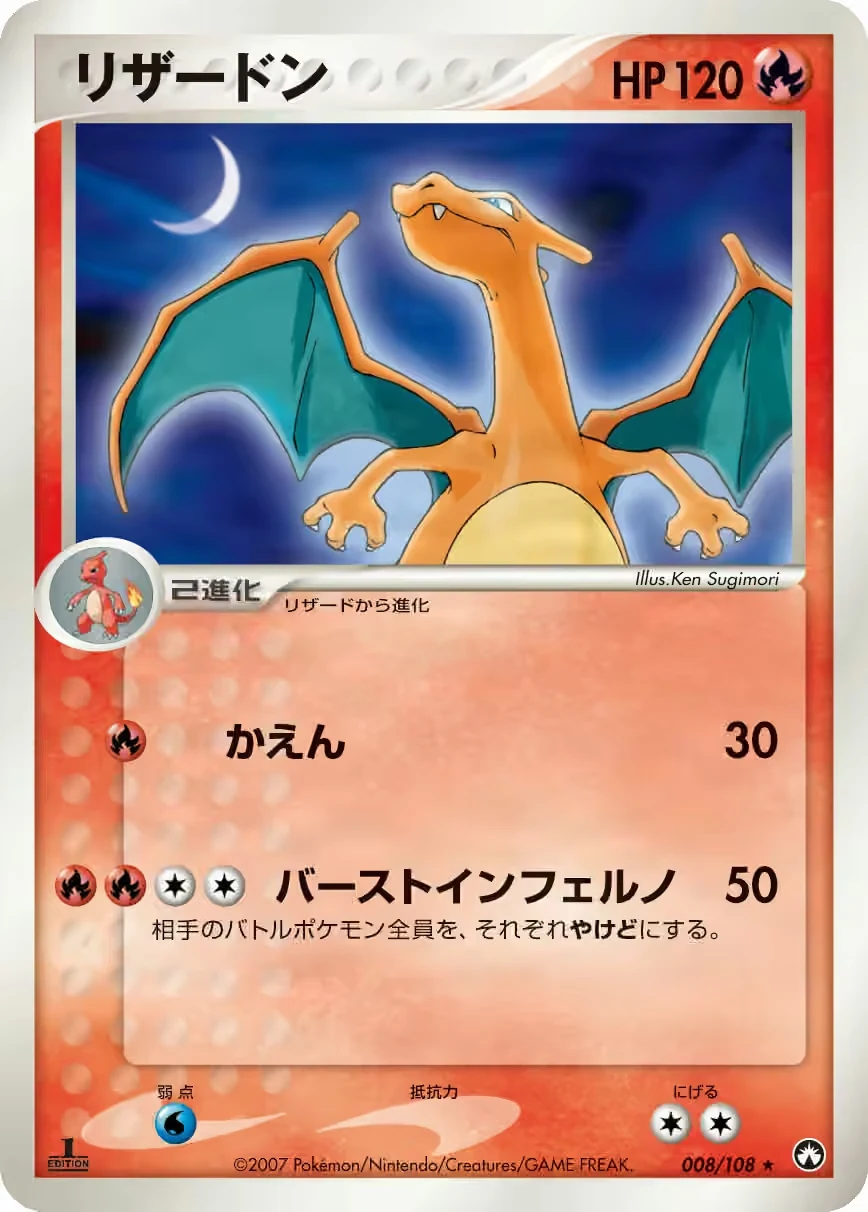 リザードン HP120
Illus.Ken Sugimori
2進化
リザードから進化
かえん 30
バーストインフェルノ 50
相手のバトルポケモン全員を、それぞれやけどにする。
弱点 抵抗力 にげる
1 EDITION
©2007 Pokémon/Nintendo/Creatures/GAME FREAK. 008/108 ★